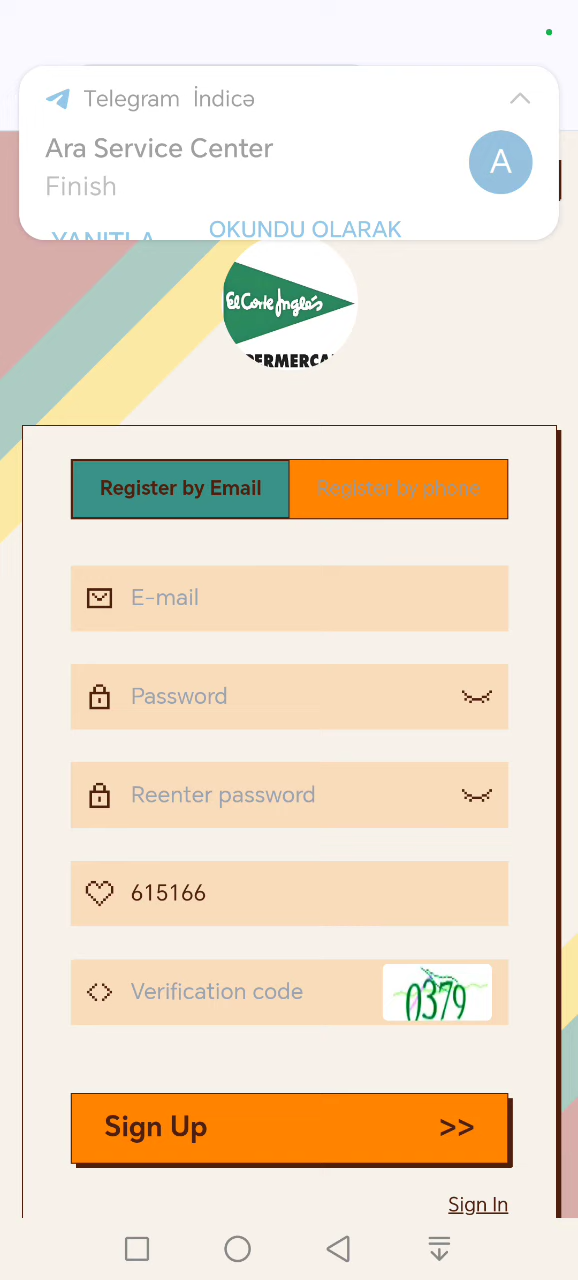 Telegram İndicə
Ara Service Center
A
Finish
YANITLA
OKUNDU OLARAK
El Corte Inglés
Register by Email
Register by phone
E-mail
Password
Reenter password
615166
Verification code
0379
Sign Up >>
Sign In